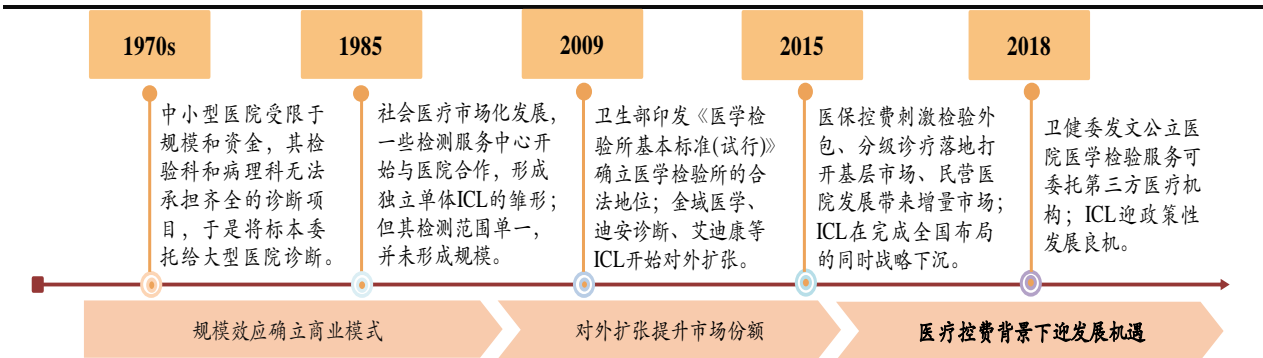 1970s
1985
2009
2015
2018
中小型医院受限于
规模和资金，其检
验科和病理科无法
承担齐全的诊断项
目，于是将标本委
托给大型医院诊断。
社会医疗市场化发展，
一些检测服务中心开
始与医院合作，形成
独立单体ICL的雏形；
但其检测范围单一，
并未形成规模。
卫生部印发《医学检
验所基本标准(试行)》
确立医学检验所的合
法地位；金域医学、
迪安诊断、艾迪康等
ICL开始对外扩张。
医保控费刺激检验外
包、分级诊疗落地打
开基层市场、民营医
院发展带来增量市场；
ICL在完成全国布局
的同时战略下沉。
卫健委发文公立医
院医学检验服务可
委托第三方医疗机
构；ICL迎政策性
发展良机。
规模效应确立商业模式
对外扩张提升市场份额
医疗控费背景下迎发展机遇